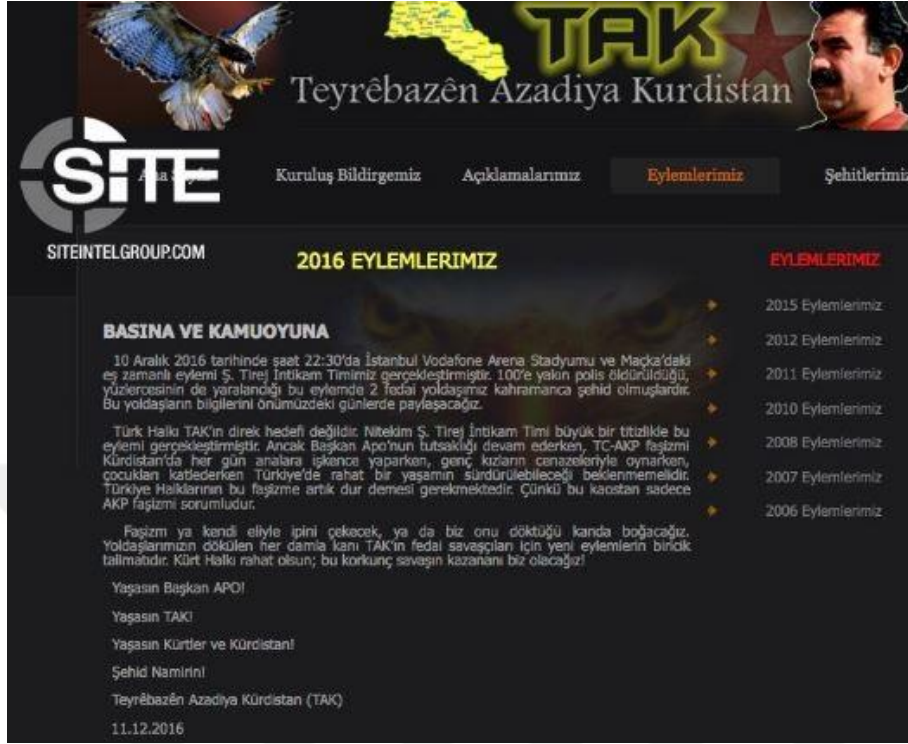 TAK
Teyrêbazên Azadiya Kurdistan
SITE
SITEINTELGROUP.COM
Ana
Kuruluş Bildirgemiz
Açıklamalarımız
Eylemlerimiz
Şehitlerimiz
2016 EYLEMLERIMIZ
BASINA VE KAMUOYUNA
10 Aralık 2016 tarihinde saat 22:30'da İstanbul Vodafone Arena Stadyumu ve Maçka'daki
eş zamanlı eylemi Ş. Tirej İntikam Timimiz gerçekleştirmiştir. 100'e yakın polis öldürüldüğü,
yüzlercesinin de yaralandığı bu eylemde 2 fedai yoldaşımız kahramanca şehid olmuşlardır.
Bu yoldaşların bilgilerini önümüzdeki günlerde paylaşacağız.
Türk Halkı TAK'ın direk hedefi değildir. Nitekim Ş. Tirej İntikam Timi büyük bir titizlikle bu
eylemi gerçekleştirmiştir. Ancak Başkan Apo'nun tutsaklığı devam ederken, TC-AKP faşizmi
Kürdistan'da her gün analara işkence yaparken, genç kızların cenazeleriyle oynarken,
çocukları katlederken Türkiye'de rahat bir yaşamın sürdürülebileceği beklenmemelidir.
Türkiye Halklarının bu faşizme artık dur demesi gerekmektedir. Çünkü bu kaostan sadece
AKP faşizmi sorumludur.
Faşizm ya kendi eliyle ipini çekecek, ya da biz onu döktüğü kanda boğacağız.
Yoldaşlarımızın dökülen her damla kanı TAK'ın fedai savaşçıları için yeni eylemlerin biricik
talimatıdır. Kürt Halkı rahat olsun; bu korkunç savaşın kazananı biz olacağız!
Yaşasın Başkan APO!
Yaşasın TAK!
Yaşasın Kürtler ve Kürdistan!
Şehid Namirin!
Teyrêbazên Azadiya Kürdistan (TAK)
11.12.2016
EYLEMLERIMIZ
2015 Eylemlerimiz
2012 Eylemlerimiz
2011 Eylemlerimiz
2010 Eylemlerimiz
2008 Eylemlerimiz
2007 Eylemlerimiz
2006 Eylemlerimiz